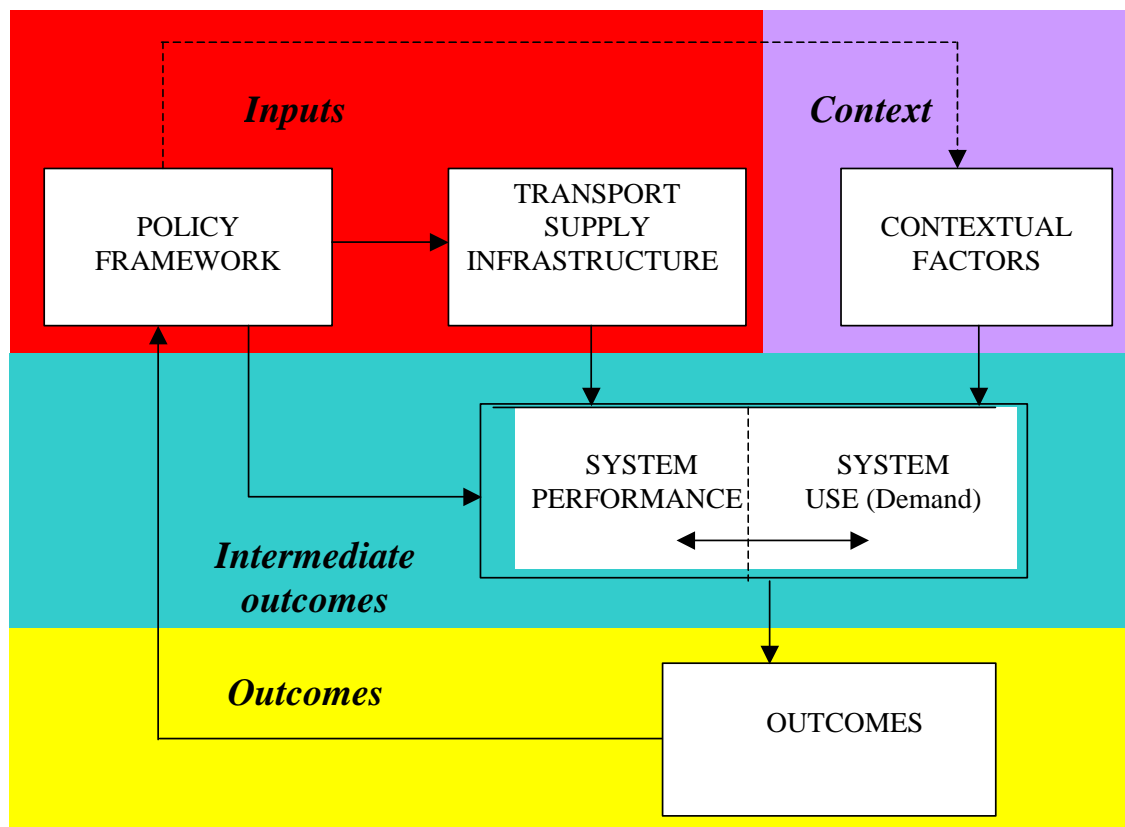 Inputs
Context
POLICY
FRAMEWORK
TRANSPORT
SUPPLY
INFRASTRUCTURE
CONTEXTUAL
FACTORS
SYSTEM
PERFORMANCE
SYSTEM
USE (Demand)
Intermediate
outcomes
Outcomes
OUTCOMES